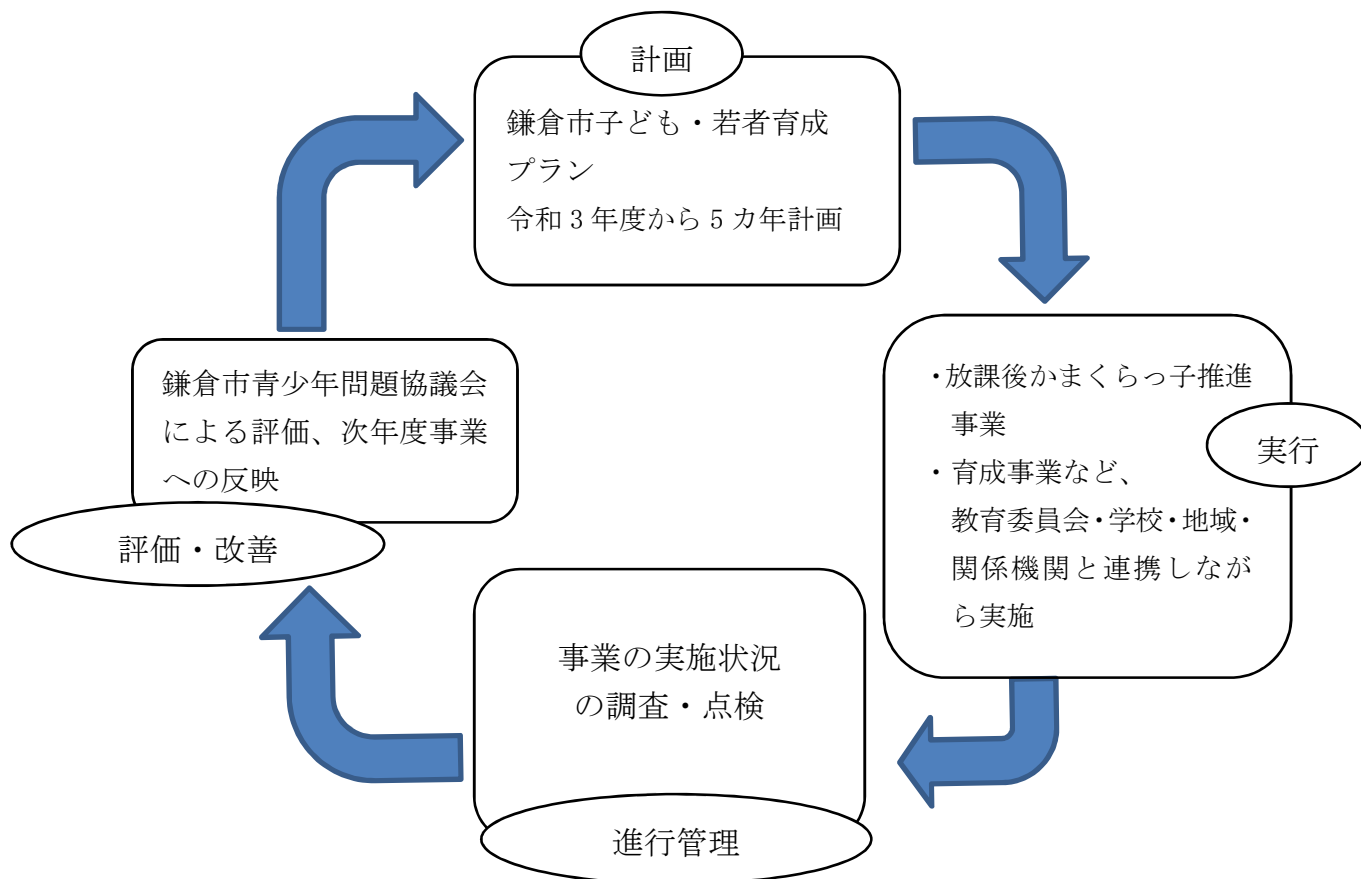 計画
鎌倉市子ども・若者育成
プラン
令和3年度から5カ年計画
・放課後かまくらっ子推進
事業
・育成事業など、
教育委員会・学校・地域・
関係機関と連携しなが
ら実施
実行
事業の実施状況
の調査・点検
進行管理
鎌倉市青少年問題協議会
による評価、次年度事業
への反映
評価・改善